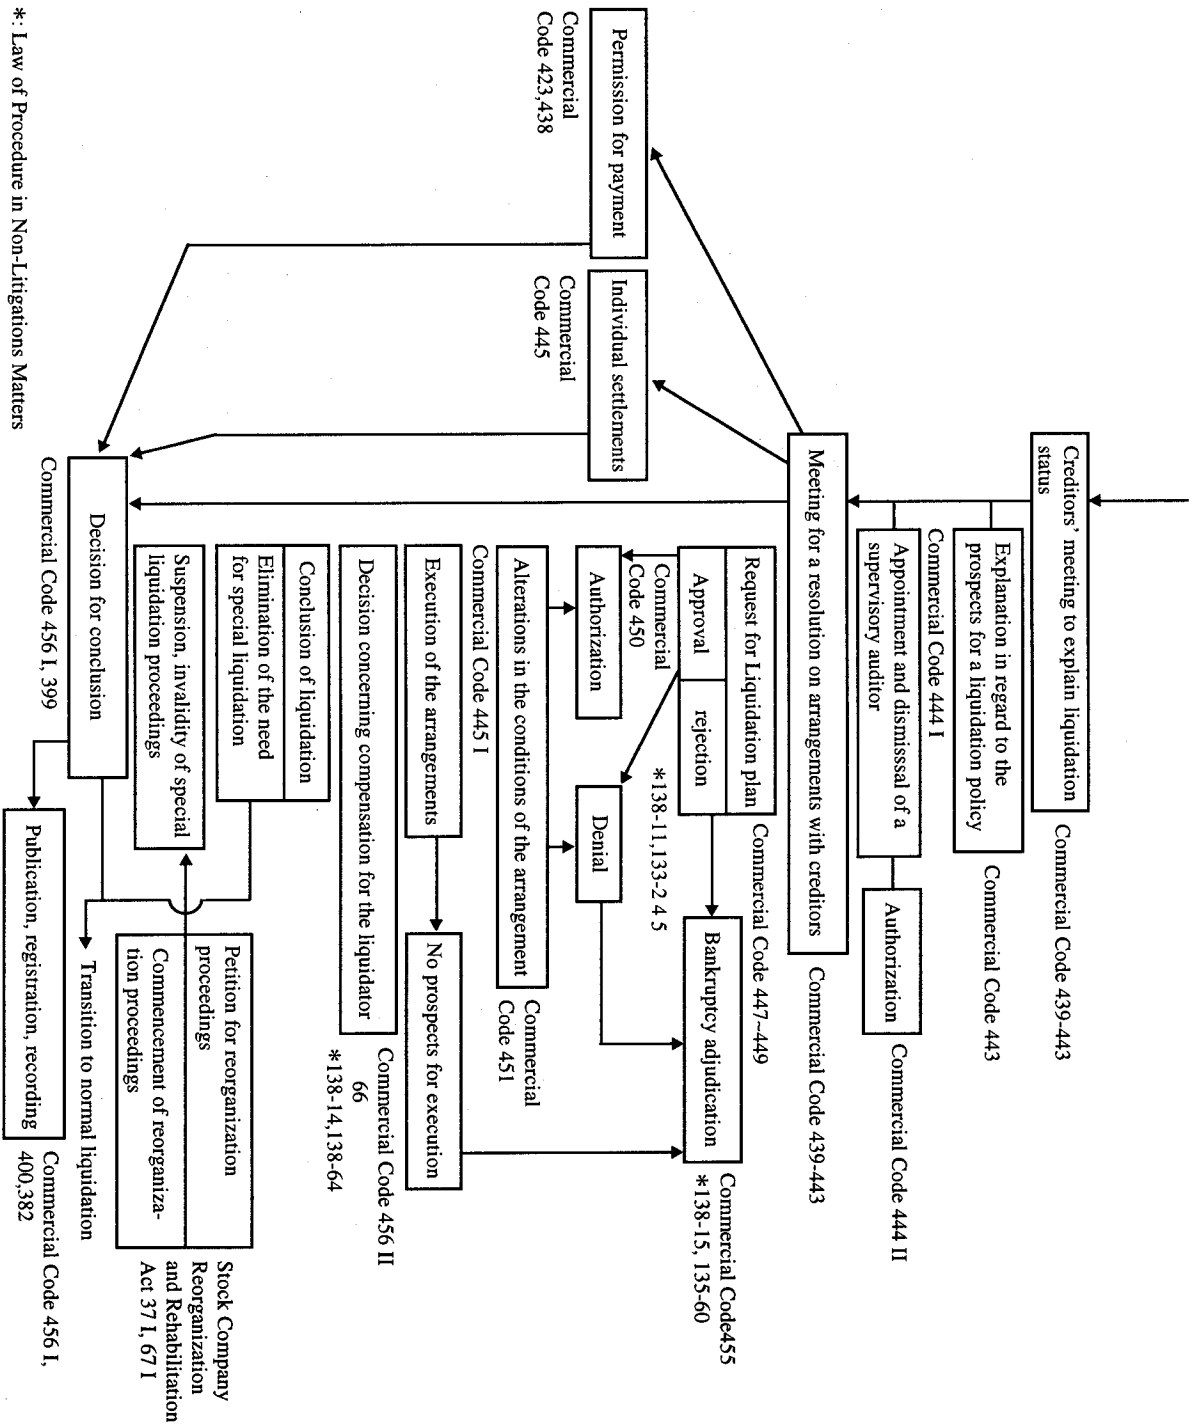 Creditors' meeting to explain liquidation
status
Commercial Code 439-443
Explanation in regard to the
prospects for a liquidation policy
Commercial Code 443
Commercial Code 444 I
Appointment and dismisssal of a
supervisory auditor
Authorization
Commercial Code 444 II
Meeting for a resolution on arrangements with creditors
Commercial Code 439-443
Request for Liquidation plan
Commercial Code 447~449
Approval
rejection
*138-11,133-2 4 5
Bankruptcy adjudication
Commercial Code455
*138-15, 135-60
Commercial
Code 450
Permission for payment
Commercial
Code 423,438
Individual settlements
Commercial
Code 445
Authorization
Denial
Alterations in the conditions of the arrangement
Commercial
Code 451
Commercial Code 445 I
Execution of the arrangements
No prospects for execution
Decision concerning compensation for the liquidator
Commercial Code 456 II
66
*138-14,138-64
Conclusion of liquidation
Elimination of the need
for special liquidation
Suspension, invalidity of special
liquidation proceedings
Petition for reorganization
proceedings
Commencement of reorganiza-
tion proceedings
Stock Company
Reorganization
and Rehabilitation
Act 37 I, 67 I
Decision for conclusion
Commercial Code 456 I, 399
Transition to normal liquidation
Publication, registration, recording
Commercial Code 456 I,
400,382
*: Law of Procedure in Non-Litigations Matters